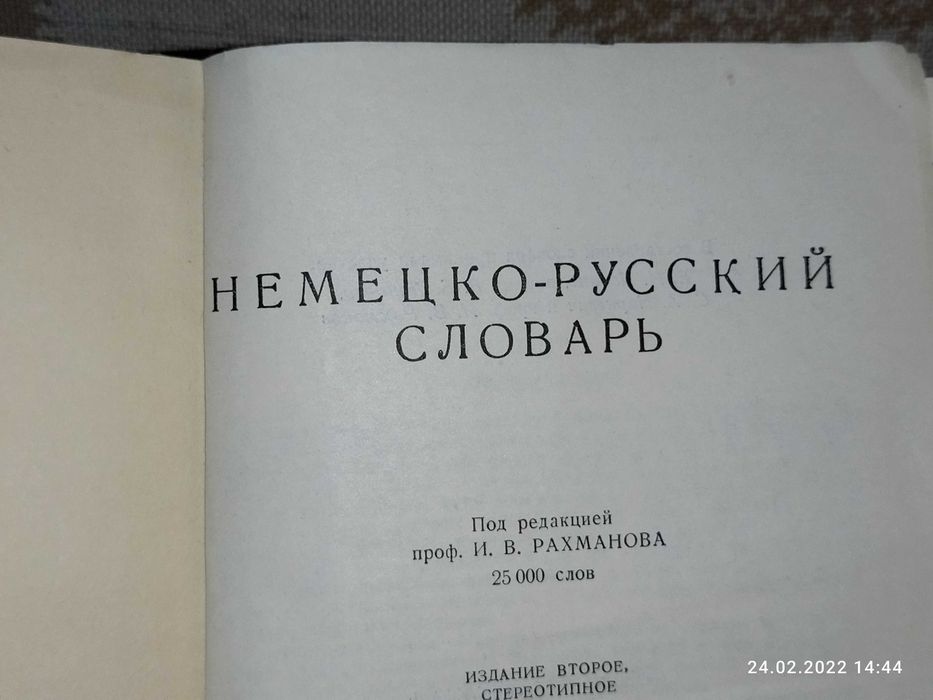 НЕМЕЦКО-РУССКИЙ
СЛОВАРЬ
Под редакцией
проф. И. В. РАХМАНОВА
25 000 слов
ИЗДАНИЕ ВТОРОЕ,
СТЕРЕОТИПНОЕ
24.02.2022 14:44